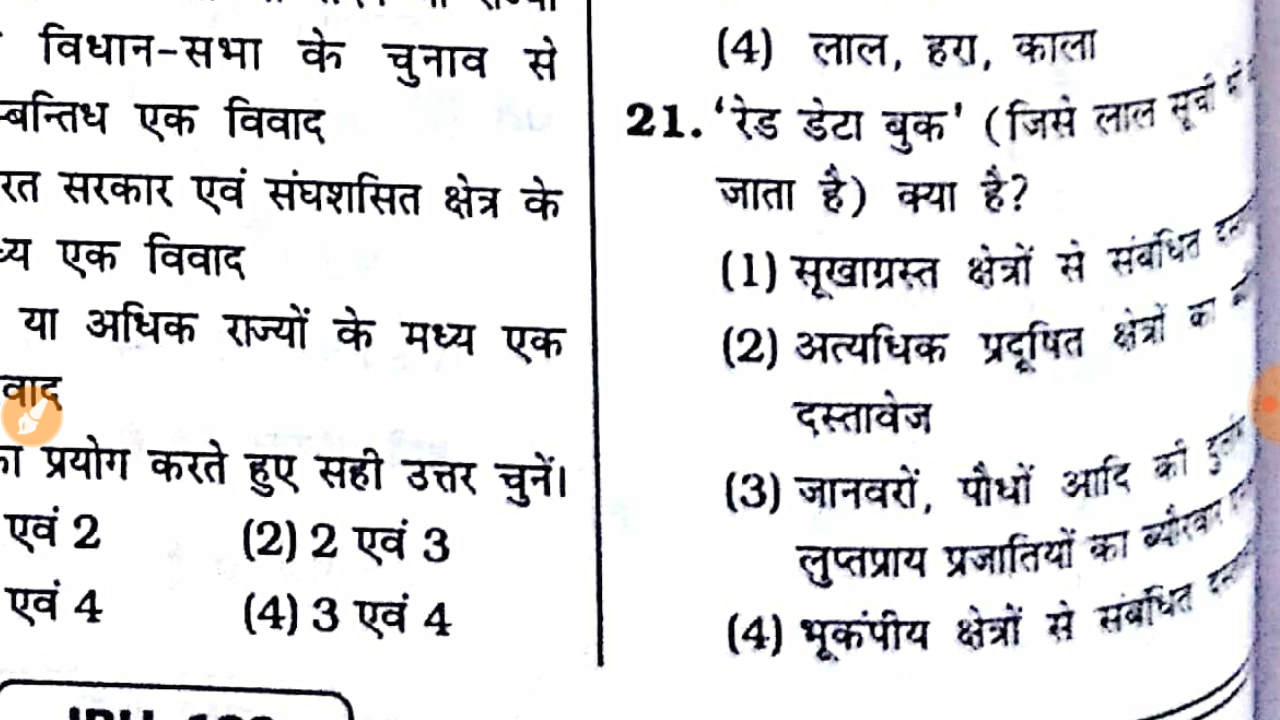 विधान-सभा के चुनाव से
म्बन्तिध एक विवाद
रत सरकार एवं संघशसित क्षेत्र के
ध्य एक विवाद
या अधिक राज्यों के मध्य एक
वाद
का प्रयोग करते हुए सही उत्तर चुनें।
एवं 2 (2) 2 एवं 3
एवं 4 (4) 3 एवं 4
(4) लाल, हरा, काला
21. 'रेड डेटा बुक' (जिसे लाल सूची भी
जाता है) क्या है?
(1) सूखाग्रस्त क्षेत्रों से संबंधित
(2) अत्यधिक प्रदूषित क्षेत्रों का
दस्तावेज
(3) जानवरों, पौधों आदि की
लुप्तप्राय प्रजातियों का ब्यौरेवार
(4) भूकंपीय क्षेत्रों से संबंधित